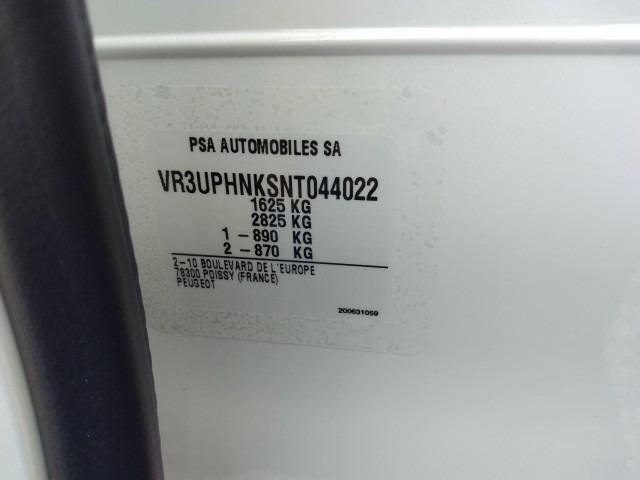 PSA AUTOMOBILES SA
VR3UPHNKSNT044022
1625 KG
2825 KG
1 - 890 KG
2 - 870 KG
2-10 BOULEVARD DE L'EUROPE
78300 POISSY (FRANCE)
PEUGEOT
200631059